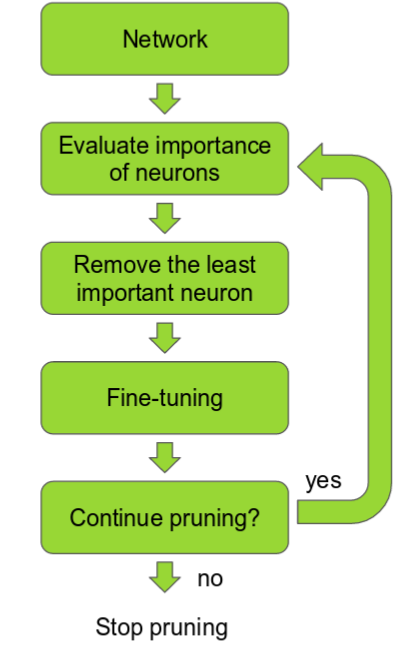 Network
Evaluate importance
of neurons
Remove the least
important neuron
Fine-tuning
yes
Continue pruning?
no
Stop pruning